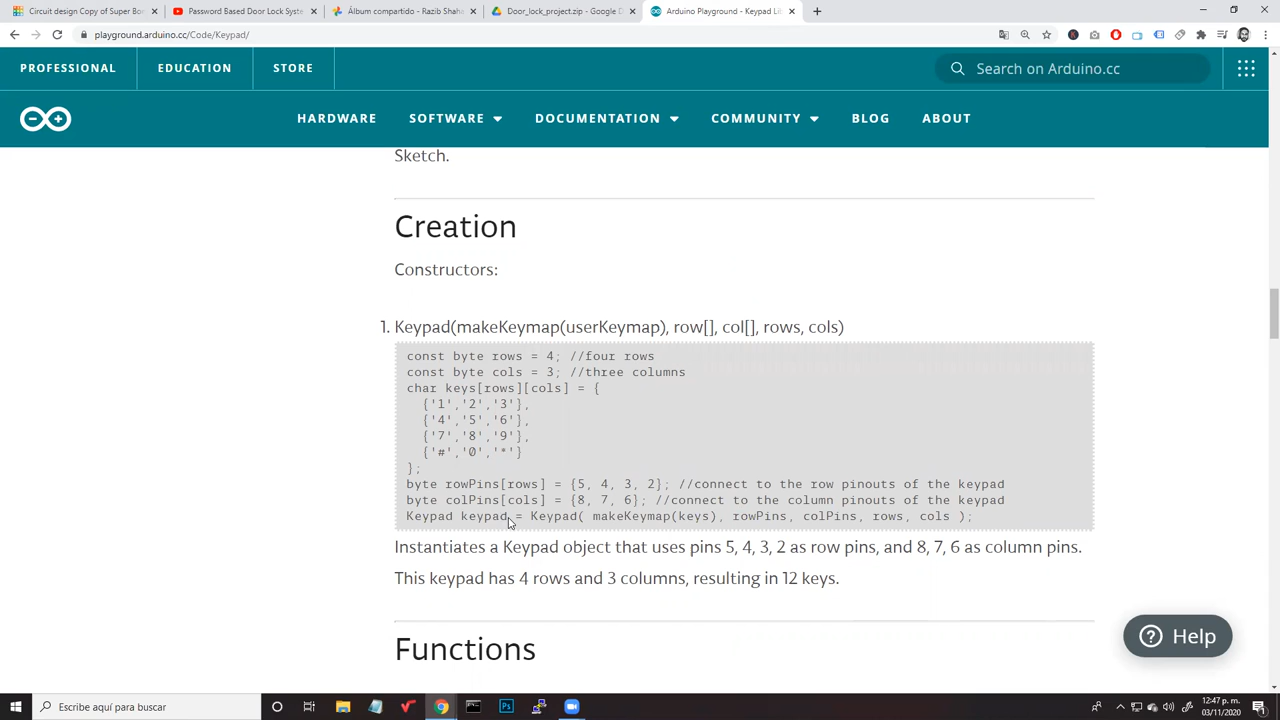 Circuit design Copy of Super Bo
Password Based Door Lock Syste
Álbum compartido - Razib Shaha
Door_lock_project.zip - Google D
Arduino Playground - Keypad Lib
playground.arduino.cc/Code/Keypad/
PROFESSIONAL
EDUCATION
STORE
Search on Arduino.cc
HARDWARE
SOFTWARE
DOCUMENTATION
COMMUNITY
BLOG
ABOUT
Sketch.
Creation
Constructors:
1. Keypad(makeKeymap(userKeymap), row[], col[], rows, cols)
const byte rows = 4; //four rows
const byte cols = 3; //three columns
char keys[rows][cols] = {
{'1','2','3'},
{'4','5','6'},
{'7','8','9'},
{'#','0','*'}
};
byte rowPins[rows] = {5, 4, 3, 2}; //connect to the row pinouts of the keypad
byte colPins[cols] = {8, 7, 6}; //connect to the column pinouts of the keypad
Keypad keypad = Keypad( makeKeymap(keys), rowPins, colPins, rows, cols );
Instantiates a Keypad object that uses pins 5, 4, 3, 2 as row pins, and 8, 7, 6 as column pins.
This keypad has 4 rows and 3 columns, resulting in 12 keys.
Functions
Help
Escribe aquí para buscar
12:47 p. m.
03/11/2020